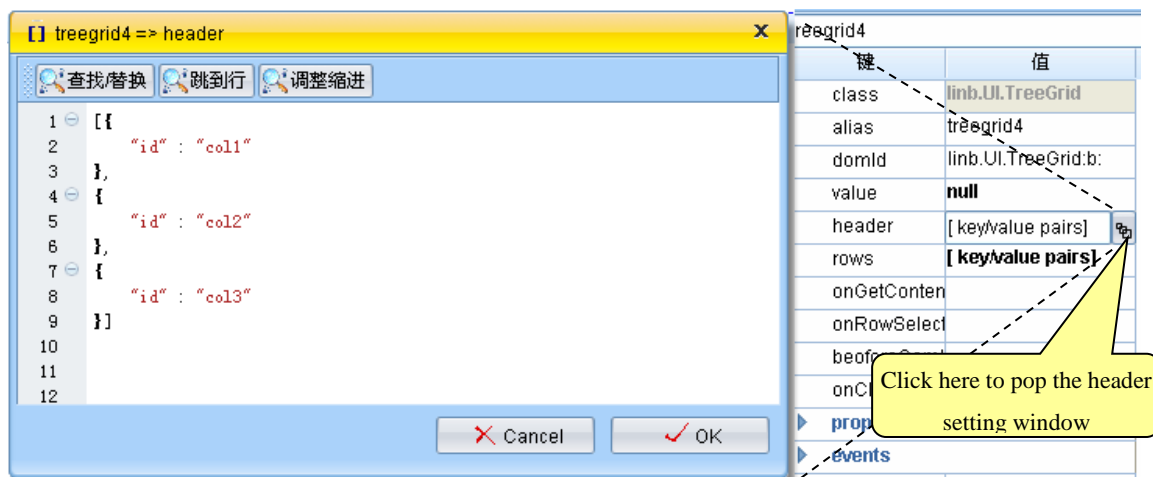 [] treegrid4 => header
x
查找/替换 跳到行 调整缩进
1 [{
2 "id" : "col1"
3 },
4 {
5 "id" : "col2"
6 },
7 {
8 "id" : "col3"
9 }]
10
11
12
Cancel OK
reegrid4
键 值
class linb.UI.TreeGrid
alias treegrid4
domId linb.UI.TreeGrid:b:
value null
header [ key/value pairs]
rows [ key/value pairs]
onGetConten
onRowSelect
onCl
prop
events
Click here to pop the header
setting window